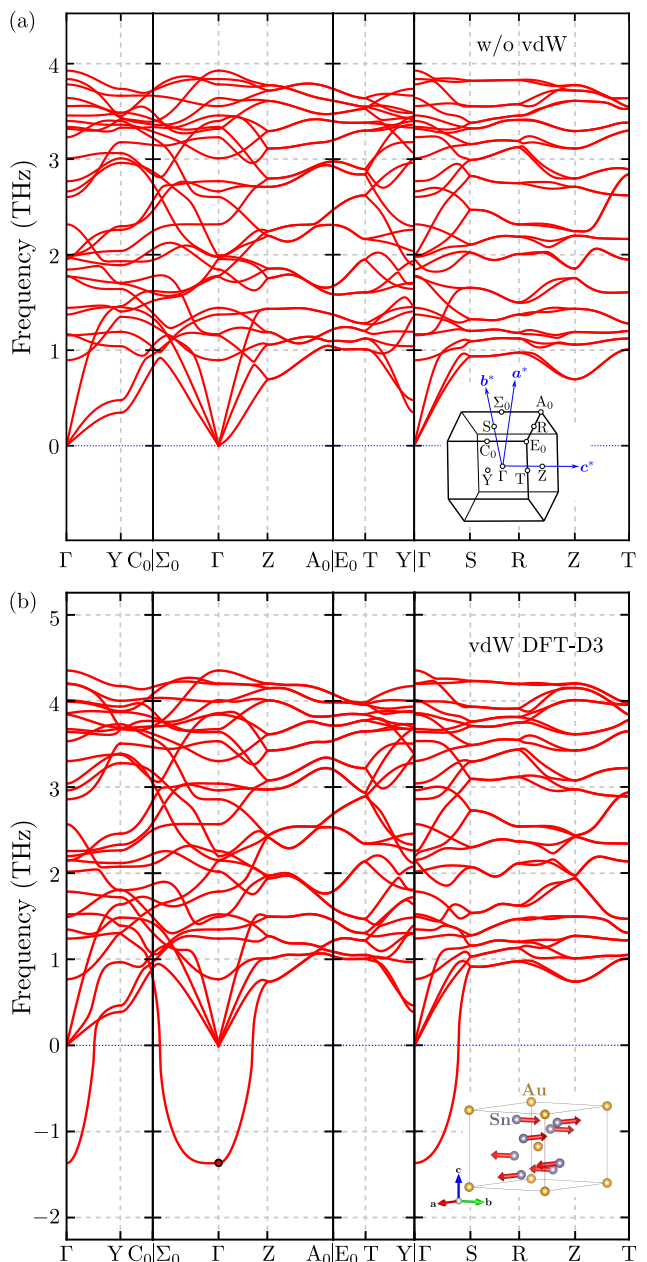 (a)
w/o vdW
Frequency (THz)
4
3
2
1
0
b*
a*
Σ₀
A₀
S
R
C₀
E₀
Y
Γ
T
Z
c*
Γ Y C₀|Σ₀ Γ Z A₀|E₀ T Y|Γ S R Z T
(b)
vdW DFT-D3
Frequency (THz)
5
4
3
2
1
0
−1
−2
Au
Sn
c
a
b
Γ Y C₀|Σ₀ Γ Z A₀|E₀ T Y|Γ S R Z T